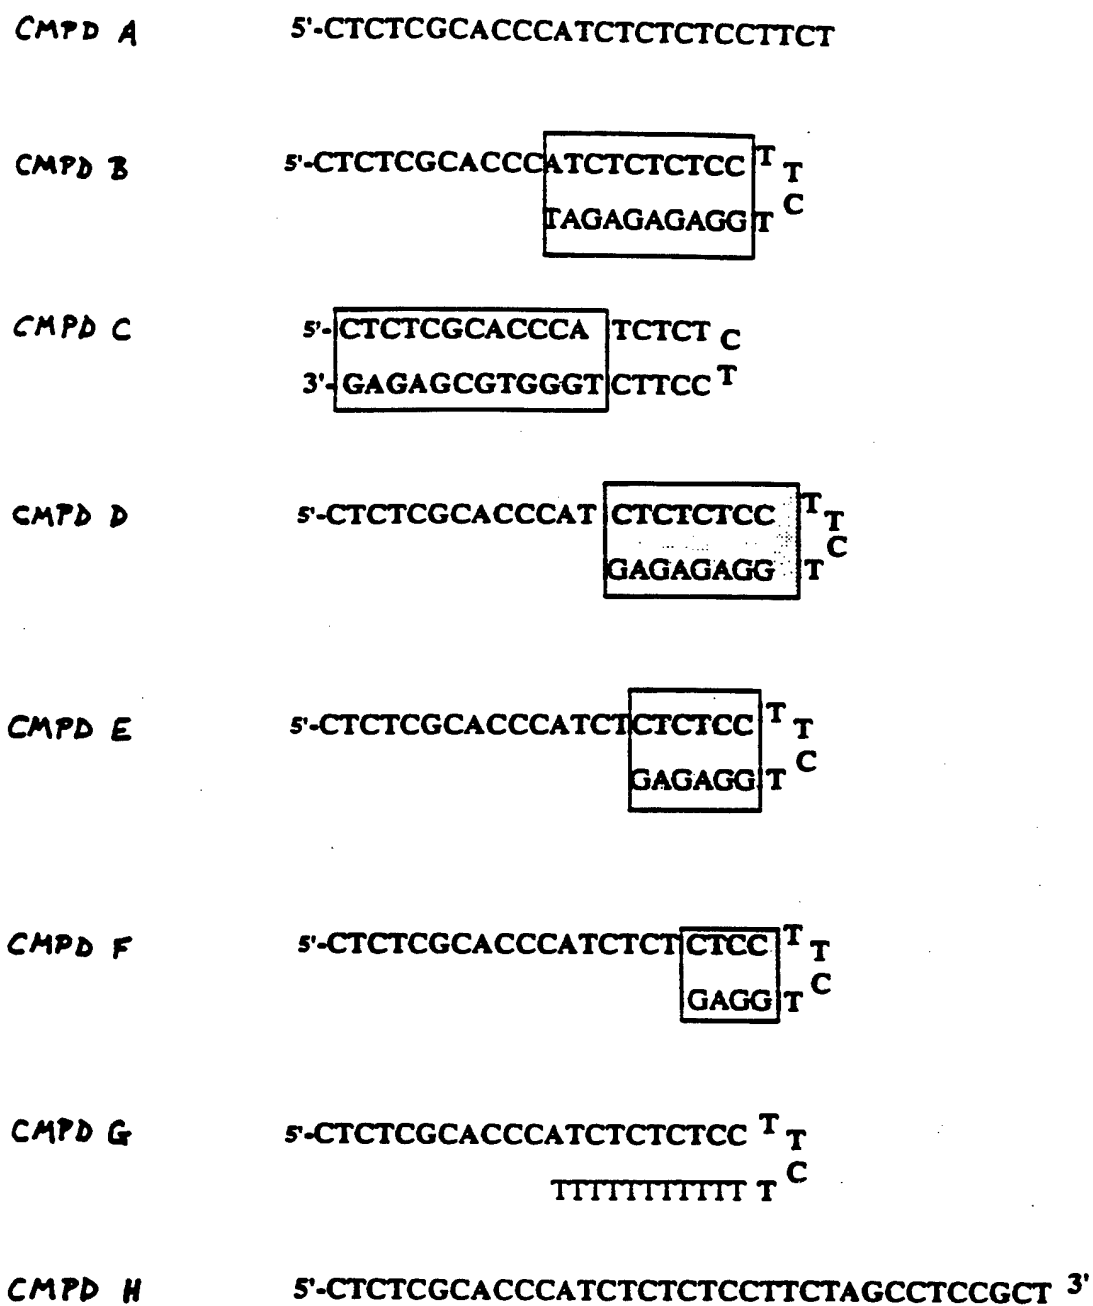 CMPD A 5'-CTCTCGCACCCATCTCTCTCCTTCT
CMPD B 5'-CTCTCGCACCCATCTCTCTCC T T
C
TAGAGAGAGG T
CMPD C 5'-CTCTCGCACCCA TCTCT C
3'-GAGAGCGTGGGT CTTCC T
CMPD D 5'-CTCTCGCACCCAT CTCTCTCC T T
C
GAGAGAGG T
CMPD E 5'-CTCTCGCACCCATCTCTCTCC T T
C
GAGAGG T
CMPD F 5'-CTCTCGCACCCATCTCTCTCC T T
C
GAGG T
CMPD G 5'-CTCTCGCACCCATCTCTCTCC T T
C
TTTTTTTTTTT T
CMPD H 5'-CTCTCGCACCCATCTCTCTCCTTCTAGCCTCCGCT 3'